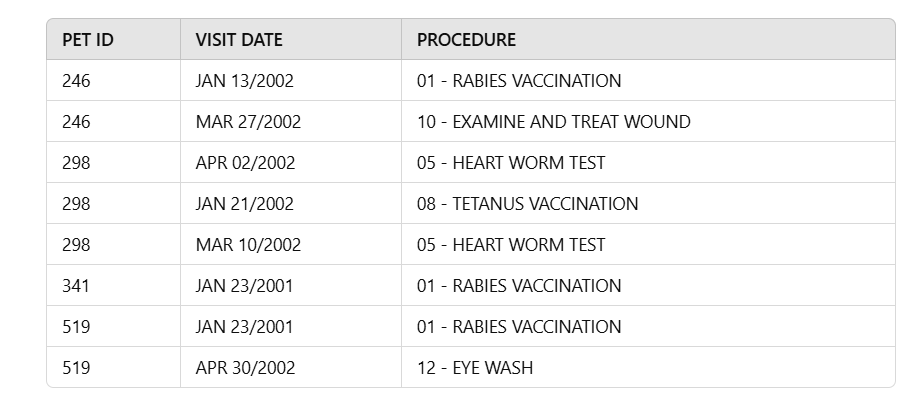 PET ID VISIT DATE PROCEDURE
246 JAN 13/2002 01 - RABIES VACCINATION
246 MAR 27/2002 10 - EXAMINE AND TREAT WOUND
298 APR 02/2002 05 - HEART WORM TEST
298 JAN 21/2002 08 - TETANUS VACCINATION
298 MAR 10/2002 05 - HEART WORM TEST
341 JAN 23/2001 01 - RABIES VACCINATION
519 JAN 23/2001 01 - RABIES VACCINATION
519 APR 30/2002 12 - EYE WASH